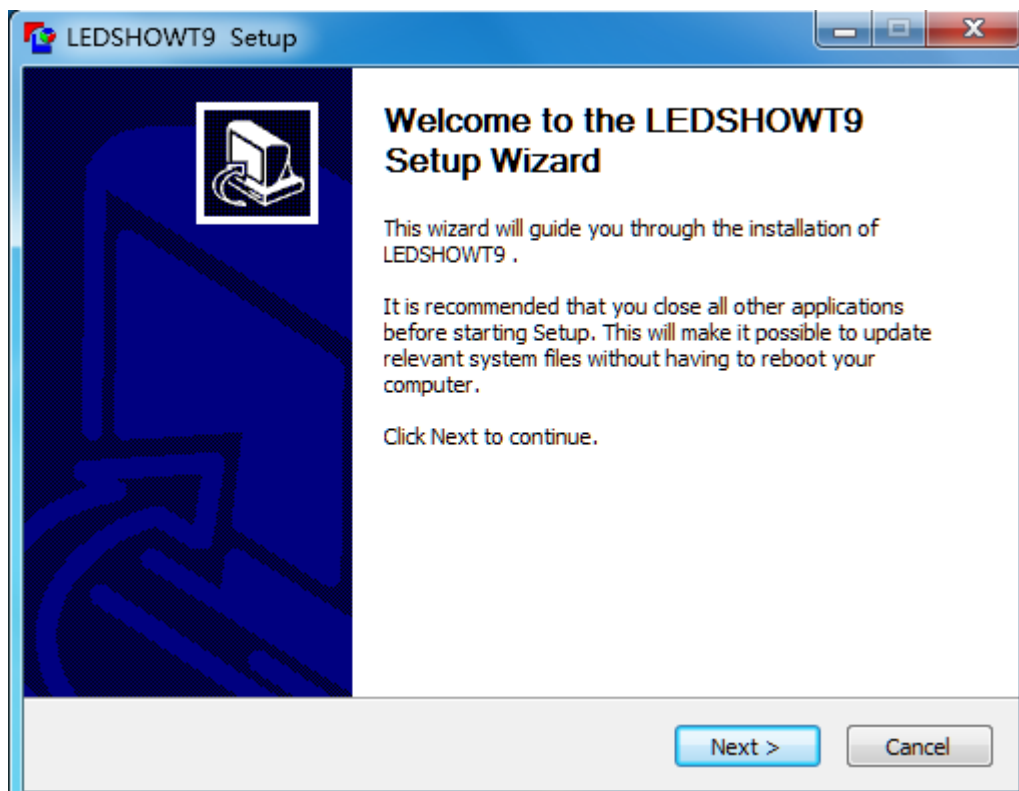 LEDSHOWT9 Setup
Welcome to the LEDSHOWT9
Setup Wizard
This wizard will guide you through the installation of
LEDSHOWT9 .
It is recommended that you close all other applications
before starting Setup. This will make it possible to update
relevant system files without having to reboot your
computer.
Click Next to continue.
Next >
Cancel